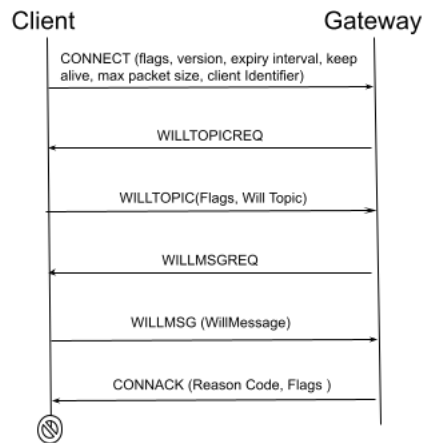 Client
Gateway
CONNECT (flags, version, expiry interval, keep
alive, max packet size, client Identifier)
WILLTOPICREQ
WILLTOPIC(Flags, Will Topic)
WILLMSGREQ
WILLMSG (WillMessage)
CONNACK (Reason Code, Flags )